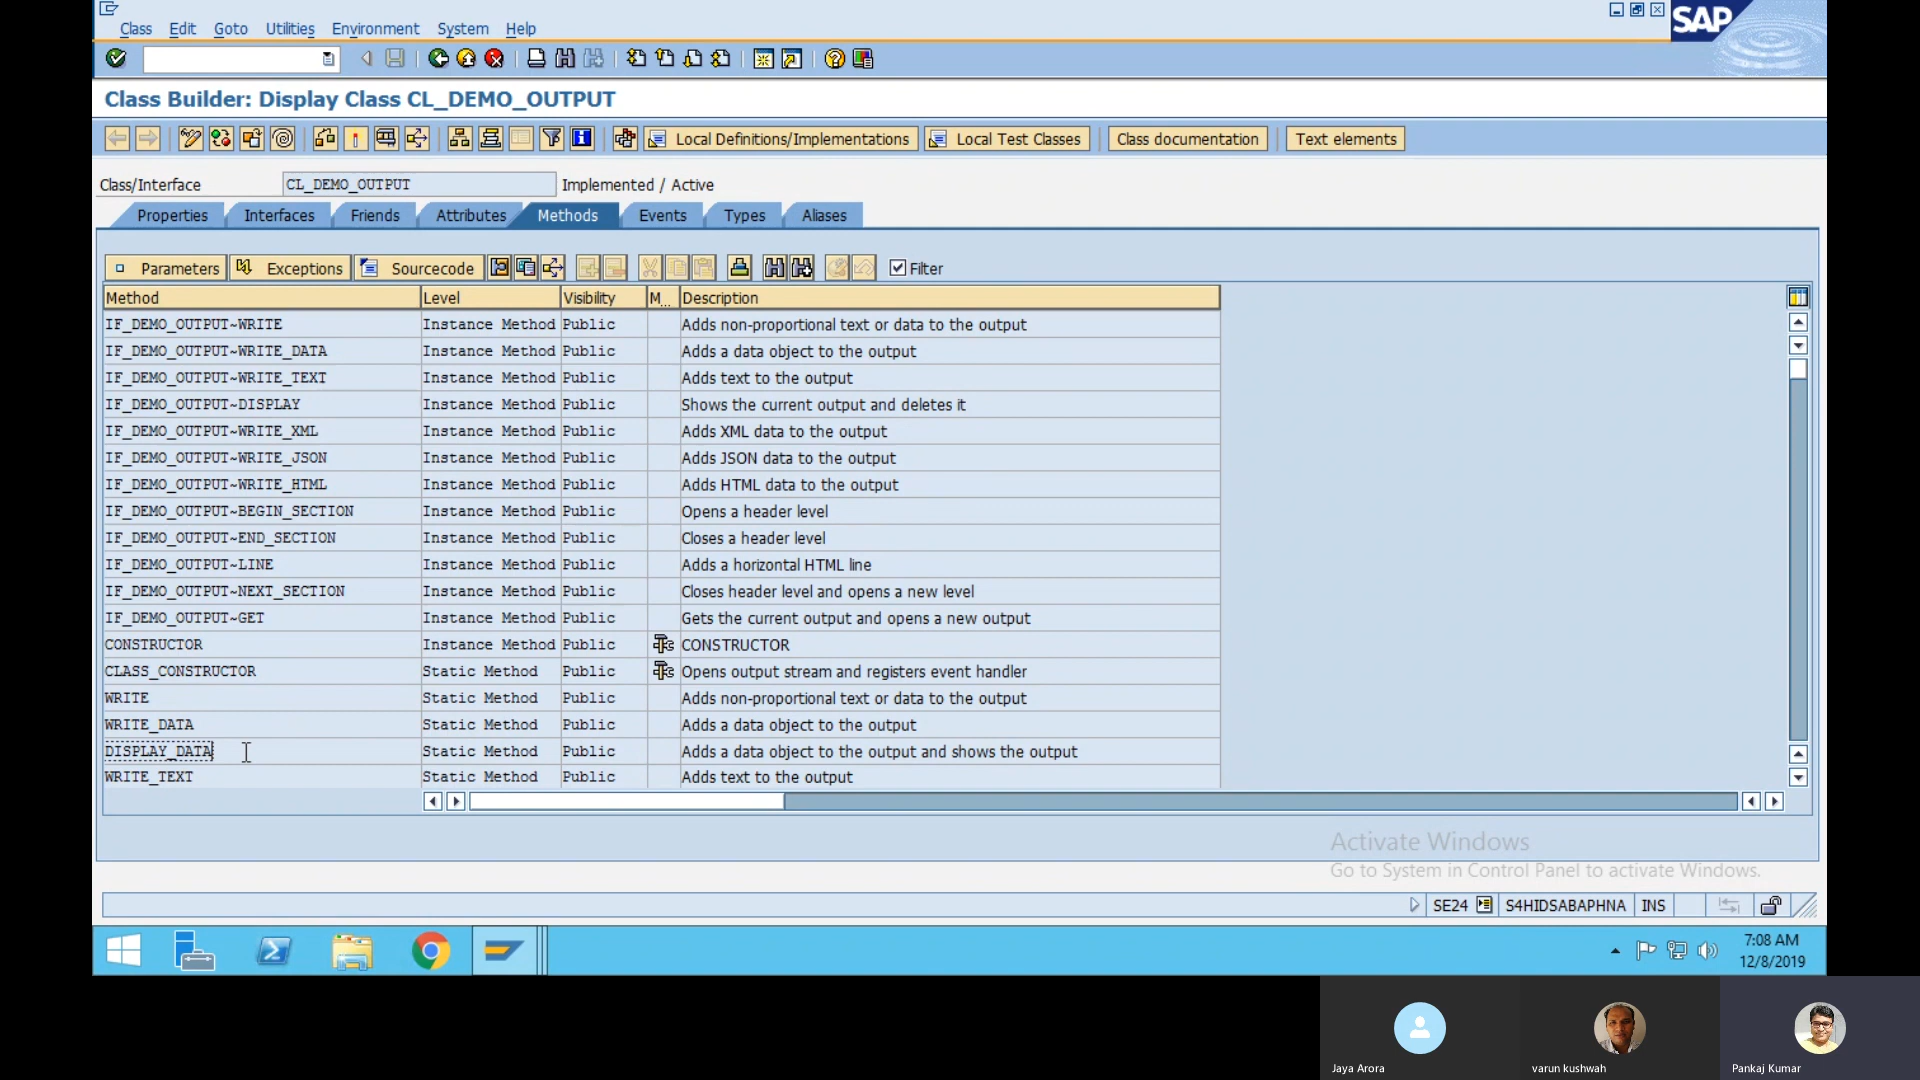 Class Edit Goto Utilities Environment System Help
SAP
Class Builder: Display Class CL_DEMO_OUTPUT
Local Definitions/Implementations Local Test Classes Class documentation Text elements
Class/Interface CL_DEMO_OUTPUT Implemented / Active
Properties Interfaces Friends Attributes Methods Events Types Aliases
Parameters Exceptions Sourcecode Filter
Method Level Visibility M... Description
IF_DEMO_OUTPUT~WRITE Instance Method Public Adds non-proportional text or data to the output
IF_DEMO_OUTPUT~WRITE_DATA Instance Method Public Adds a data object to the output
IF_DEMO_OUTPUT~WRITE_TEXT Instance Method Public Adds text to the output
IF_DEMO_OUTPUT~DISPLAY Instance Method Public Shows the current output and deletes it
IF_DEMO_OUTPUT~WRITE_XML Instance Method Public Adds XML data to the output
IF_DEMO_OUTPUT~WRITE_JSON Instance Method Public Adds JSON data to the output
IF_DEMO_OUTPUT~WRITE_HTML Instance Method Public Adds HTML data to the output
IF_DEMO_OUTPUT~BEGIN_SECTION Instance Method Public Opens a header level
IF_DEMO_OUTPUT~END_SECTION Instance Method Public Closes a header level
IF_DEMO_OUTPUT~LINE Instance Method Public Adds a horizontal HTML line
IF_DEMO_OUTPUT~NEXT_SECTION Instance Method Public Closes header level and opens a new level
IF_DEMO_OUTPUT~GET Instance Method Public Gets the current output and opens a new output
CONSTRUCTOR Instance Method Public CONSTRUCTOR
CLASS_CONSTRUCTOR Static Method Public Opens output stream and registers event handler
WRITE Static Method Public Adds non-proportional text or data to the output
WRITE_DATA Static Method Public Adds a data object to the output
DISPLAY_DATA Static Method Public Adds a data object to the output and shows the output
WRITE_TEXT Static Method Public Adds text to the output
Activate Windows
Go to System in Control Panel to activate Windows.
SE24 S4HIDSABAPHNA INS
7:08 AM
12/8/2019
Jaya Arora varun kushwah Pankaj Kumar